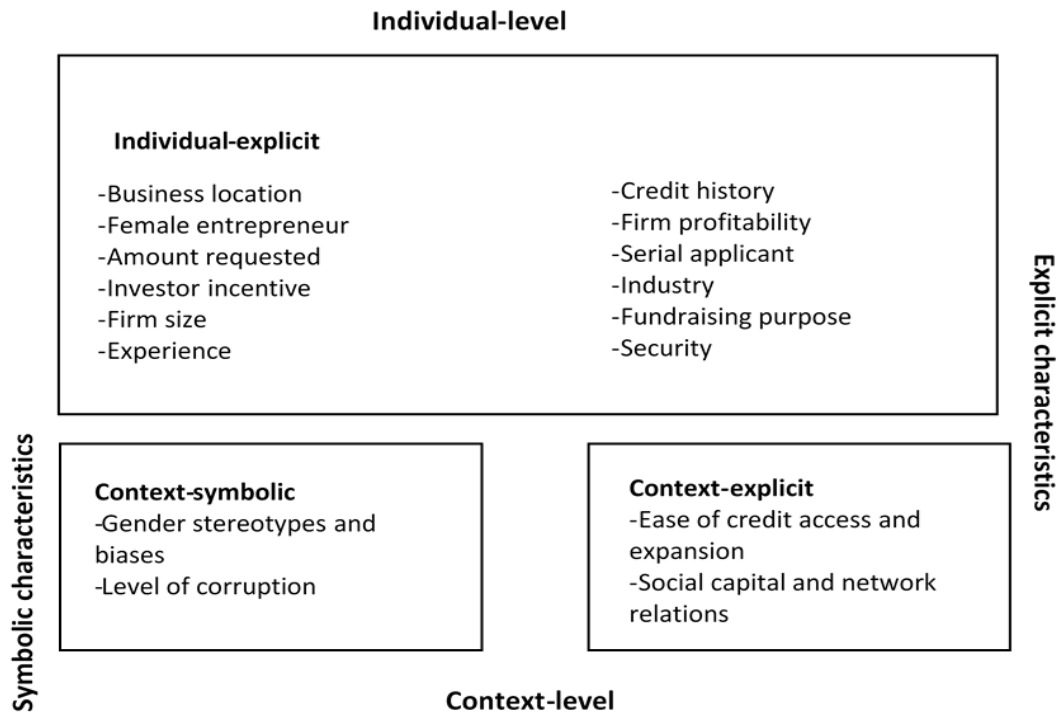 Individual-level
Individual-explicit
-Business location
-Female entrepreneur
-Amount requested
-Investor incentive
-Firm size
-Experience
-Credit history
-Firm profitability
-Serial applicant
-Industry
-Fundraising purpose
-Security
Explicit characteristics
Symbolic characteristics
Context-symbolic
-Gender stereotypes and
biases
-Level of corruption
Context-explicit
-Ease of credit access and
expansion
-Social capital and network
relations
Context-level